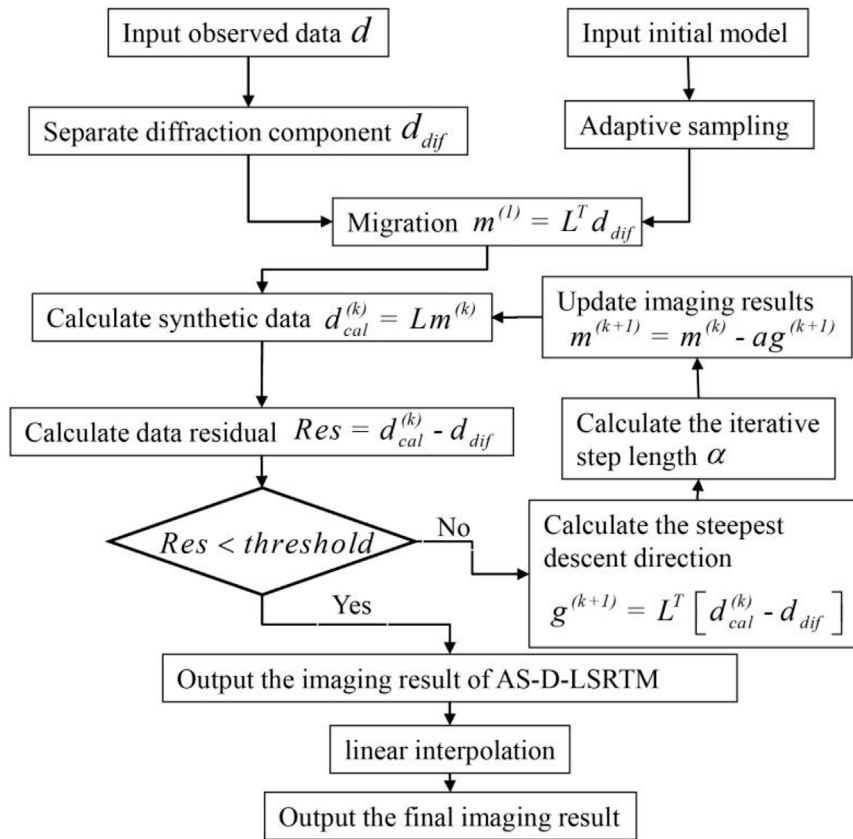 Input observed data d
Input initial model
Separate diffraction component d_dif
Adaptive sampling
Migration m^(1) = L^T d_dif
Calculate synthetic data d_cal^(k) = Lm^(k)
Update imaging results
m^(k+1) = m^(k) - ag^(k+1)
Calculate data residual Res = d_cal^(k) - d_dif
Calculate the iterative
step length α
Res < threshold
No
Calculate the steepest
descent direction
g^(k+1) = L^T [d_cal^(k) - d_dif]
Yes
Output the imaging result of AS-D-LSRTM
linear interpolation
Output the final imaging result